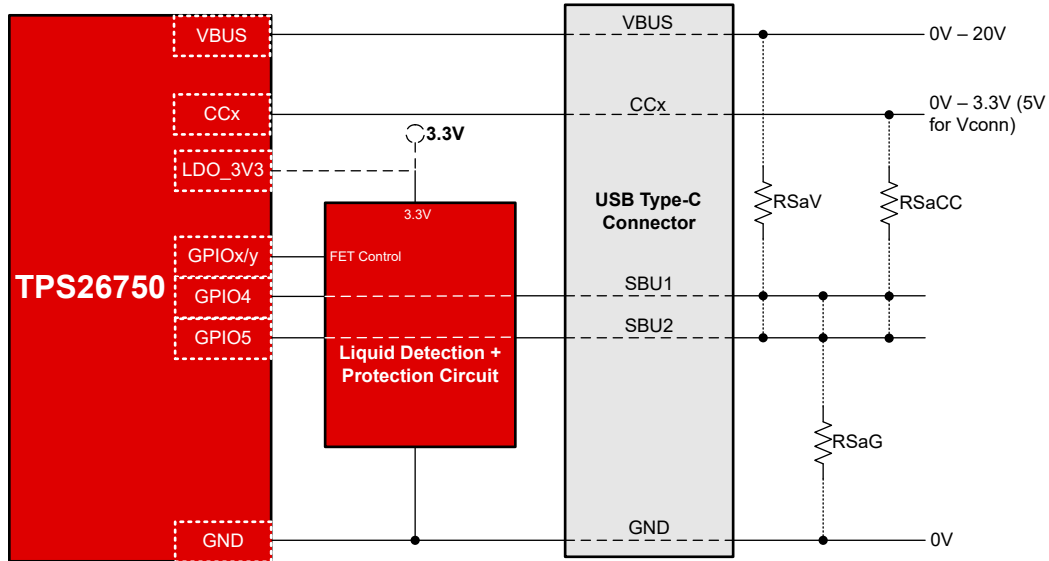 VBUS
VBUS
0V – 20V
CCx
CCx
0V – 3.3V (5V
for Vconn)
3.3V
LDO_3V3
3.3V
USB Type-C
Connector
RSaV
RSaCC
GPIOx/y
FET Control
TPS26750
GPIO4
SBU1
GPIO5
SBU2
Liquid Detection +
Protection Circuit
RSaG
GND
GND
0V